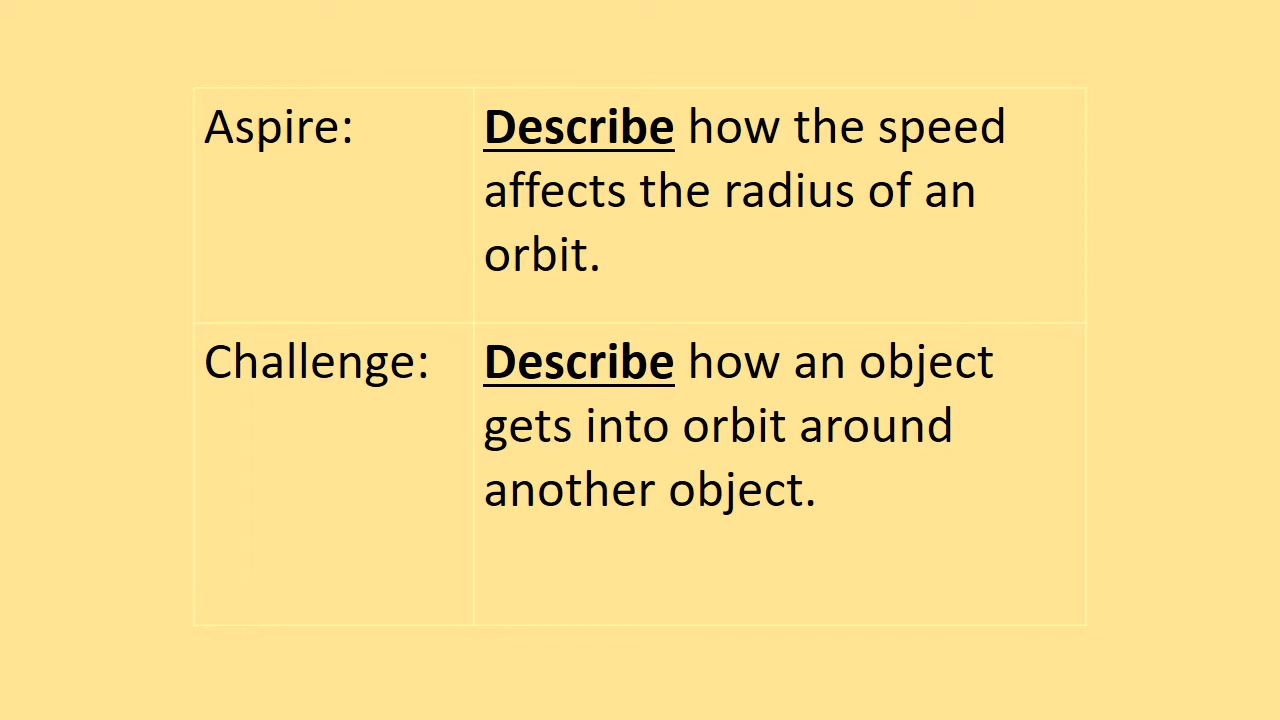 Aspire:
Describe how the speed
affects the radius of an
orbit.
Challenge:
Describe how an object
gets into orbit around
another object.